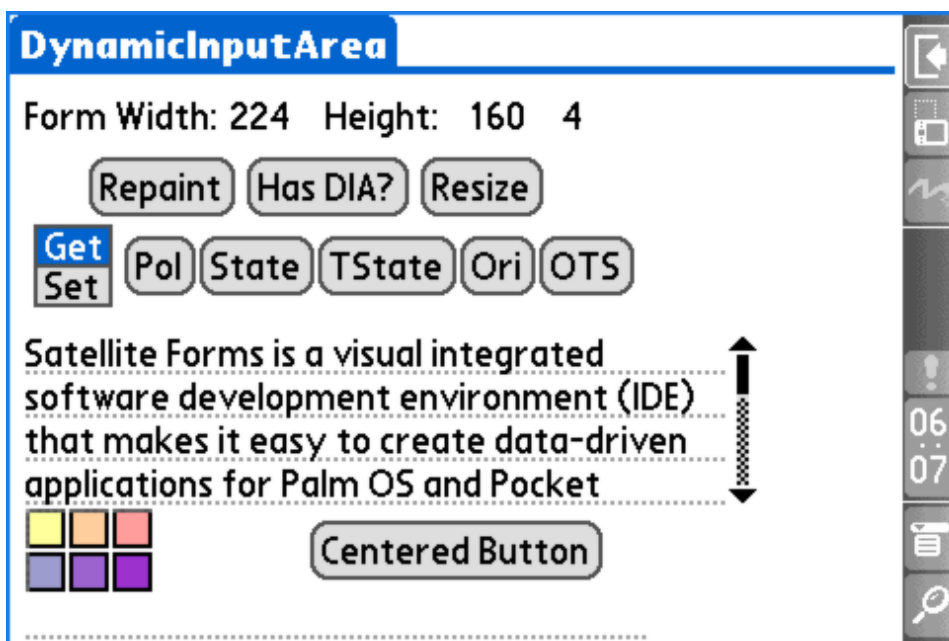 DynamicInputArea
Form Width: 224 Height: 160 4
Repaint Has DIA? Resize
Get
Set
Pol State TState Ori OTS
Satellite Forms is a visual integrated
software development environment (IDE)
that makes it easy to create data-driven
applications for Palm OS and Pocket
Centered Button
06
07